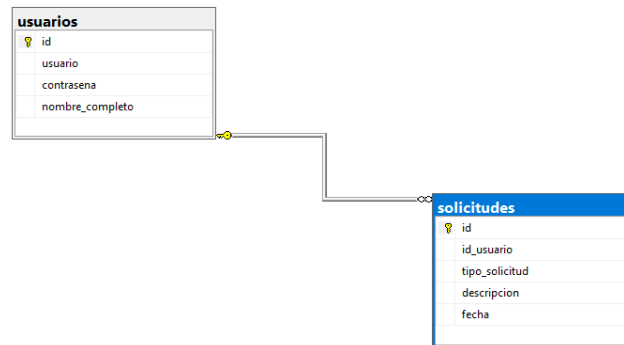 usuarios
id
usuario
contrasena
nombre_completo
solicitudes
id
id_usuario
tipo_solicitud
descripcion
fecha